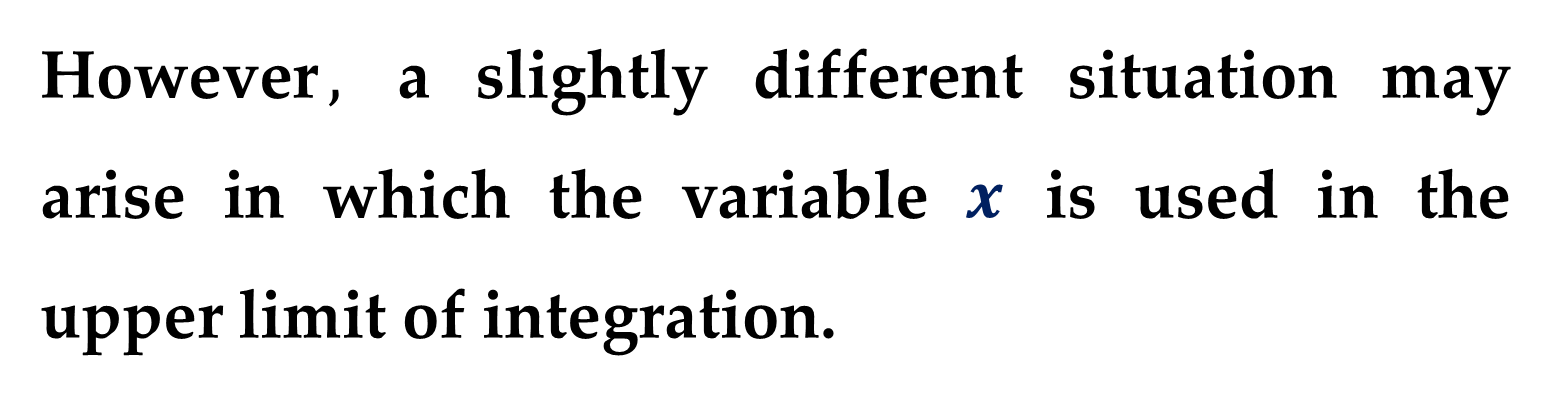 However, a slightly different situation may
arise in which the variable x is used in the
upper limit of integration.